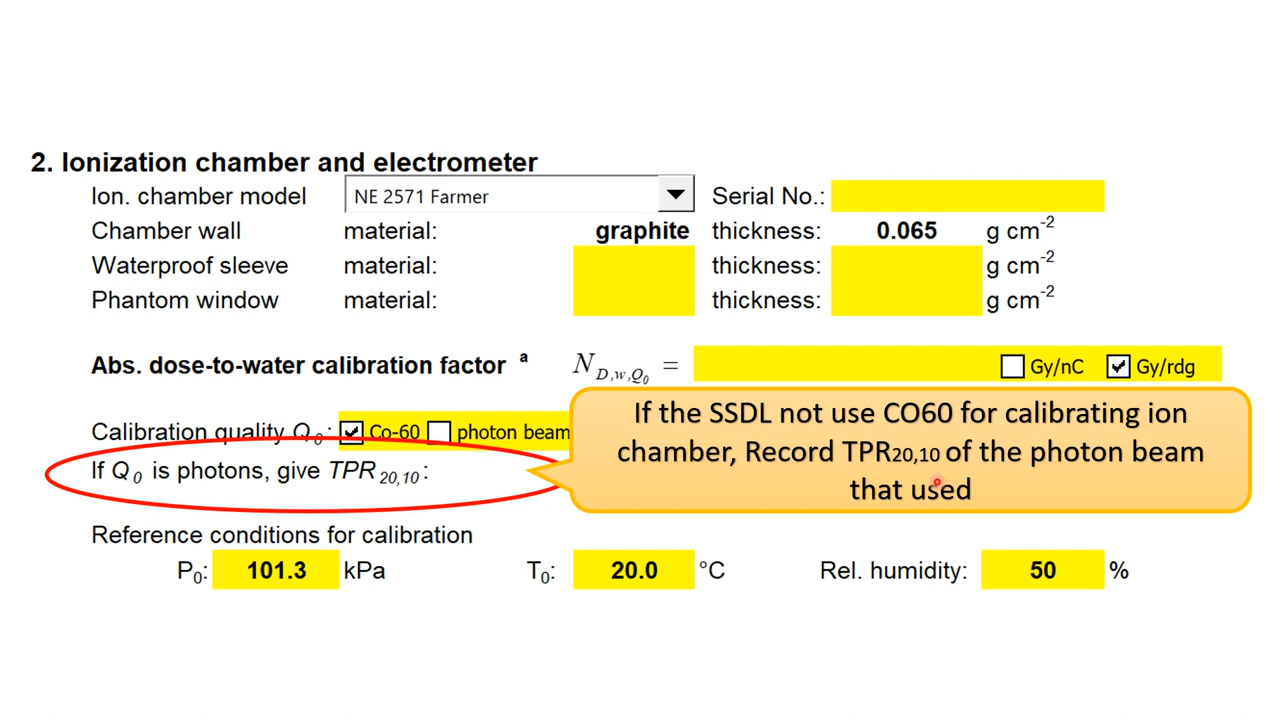 2. Ionization chamber and electrometer
Ion. chamber model NE 2571 Farmer Serial No.:
Chamber wall material: graphite thickness: 0.065 g cm-2
Waterproof sleeve material: thickness: g cm-2
Phantom window material: thickness: g cm-2
Abs. dose-to-water calibration factor a N D,w,Q0 = Gy/nC Gy/rdg
Calibration quality Q0: Co-60 photon beam
If Q0 is photons, give TPR20,10:
If the SSDL not use CO60 for calibrating ion
chamber, Record TPR20,10 of the photon beam
that used
Reference conditions for calibration
P0: 101.3 kPa T0: 20.0 °C Rel. humidity: 50 %